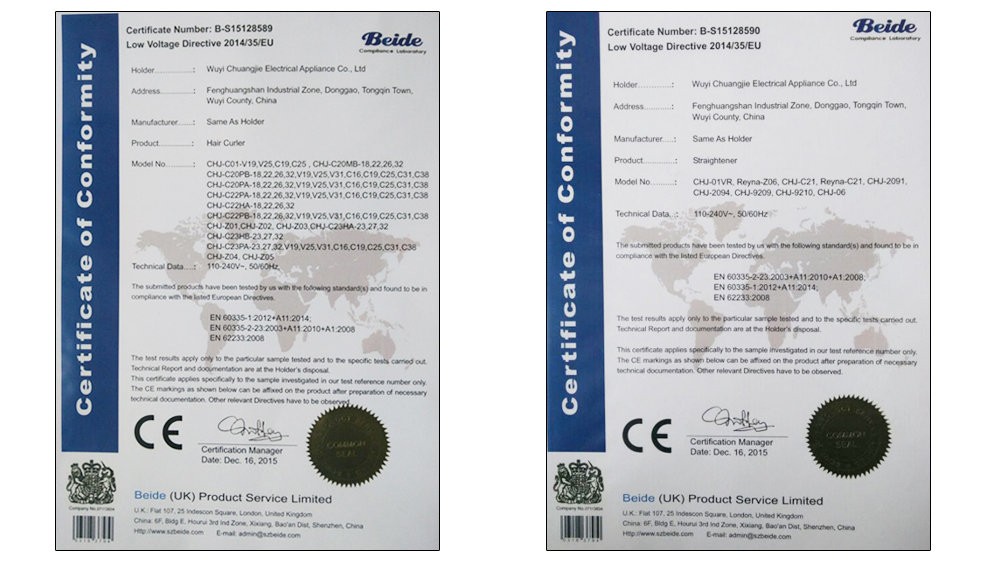 Certificate of Conformity
Certificate Number: B-S15128589
Low Voltage Directive 2014/35/EU
Beide
Compliance Laboratory
Holder..............: Wuyi Chuangjie Electrical Appliance Co., Ltd
Address............: Fenghuangshan Industrial Zone, Donggao, Tongqin Town,
Wuyi County, China
Manufacturer......: Same As Holder
Product.............: Hair Curler
Model No..........: CHJ-C01-V19,V25,C19,C25 , CHJ-C20MB-18,22,26,32
CHJ-C20PB-18,22,26,32,V19,V25,V31,C16,C19,C25,C31,C38
CHJ-C20PA-18,22,26,32,V19,V25,V31,C16,C19,C25,C31,C38
CHJ-C22PA-18,22,26,32,V19,V25,V31,C16,C19,C25,C31,C38
CHJ-C22HA-18,22,26,32
CHJ-C22PB-18,22,26,32,V19,V25,V31,C16,C19,C25,C31,C38
CHJ-Z01,CHJ-Z02, CHJ-Z03,CHJ-C23HA-23,27,32
CHJ-C23HB-23,27,32
CHJ-C23PA-23,27,32,V19,V25,V31,C16,C19,C25,C31,C38
CHJ-Z04, CHJ-Z05
Technical Data....: 110-240V~, 50/60Hz,
The submitted products have been tested by us with the listed standard(s) and found to be in
compliance with the listed European Directives.
EN 60335-1:2012+A11:2014;
EN 60335-2-23:2003+A11:2010+A1:2008
EN 62233:2008
The test results apply only to the particular sample tested and to the specific tests carried out.
Technical Report and documentation are at the Holder's disposal.
This certificate applies specifically to the sample investigated in our test reference number only.
The CE markings as shown below can be affixed on the product after preparation of necessary
technical documentation. Other relevant Directives have to be observed.
CE
Certification Manager
Date: Dec. 16, 2015
COMMON
SEAL
Beide (UK) Product Service Limited
U.K.: Flat 107, 25 Indescon Square, London, United Kingdom
China: 6F, Bldg E, Hourui 3rd Ind Zone, Xixiang, Bao'an Dist, Shenzhen, China
Http://www.szbeide.com E-mail: admin@szbeide.com
Certificate of Conformity
Certificate Number: B-S15128590
Low Voltage Directive 2014/35/EU
Beide
Compliance Laboratory
Holder..............: Wuyi Chuangjie Electrical Appliance Co., Ltd
Address...........: Fenghuangshan Industrial Zone, Donggao, Tongqin Town,
Wuyi County, China
Manufacturer....: Same As Holder
Product............: Straightener
Model No..........: CHJ-01VR, Reyna-Z06, CHJ-C21, Reyna-C21, CHJ-2091,
CHJ-2094, CHJ-9209, CHJ-9210, CHJ-06
Technical Data. .: 110-240V~, 50/60Hz
The submitted products have been tested by us with the following standard(s) and found to be in
compliance with the listed European Directives.
EN 60335-2-23:2003+A11:2010+A1:2008;
EN 60335-1:2012+A11:2014;
EN 62233:2008
The test results apply only to the particular sample tested and to the specific tests carried out.
Technical Report and documentation are at the Holder's disposal.
This certificate applies specifically to the sample investigated in our test reference number only.
The CE markings as shown below can be affixed on the product after preparation of necessary
technical documentation. Other relevant Directives have to be observed.
CE
Certification Manager
Date: Dec. 16, 2015
COMMON
SEAL
Beide (UK) Product Service Limited
U.K.: Flat 107, 25 Indescon Square, London, United Kingdom
China: 6F, Bldg E, Hourui 3rd Ind Zone, Xixiang, Bao'an Dist, Shenzhen, China
Http://www.szbeide.com E-mail: admin@szbeide.com